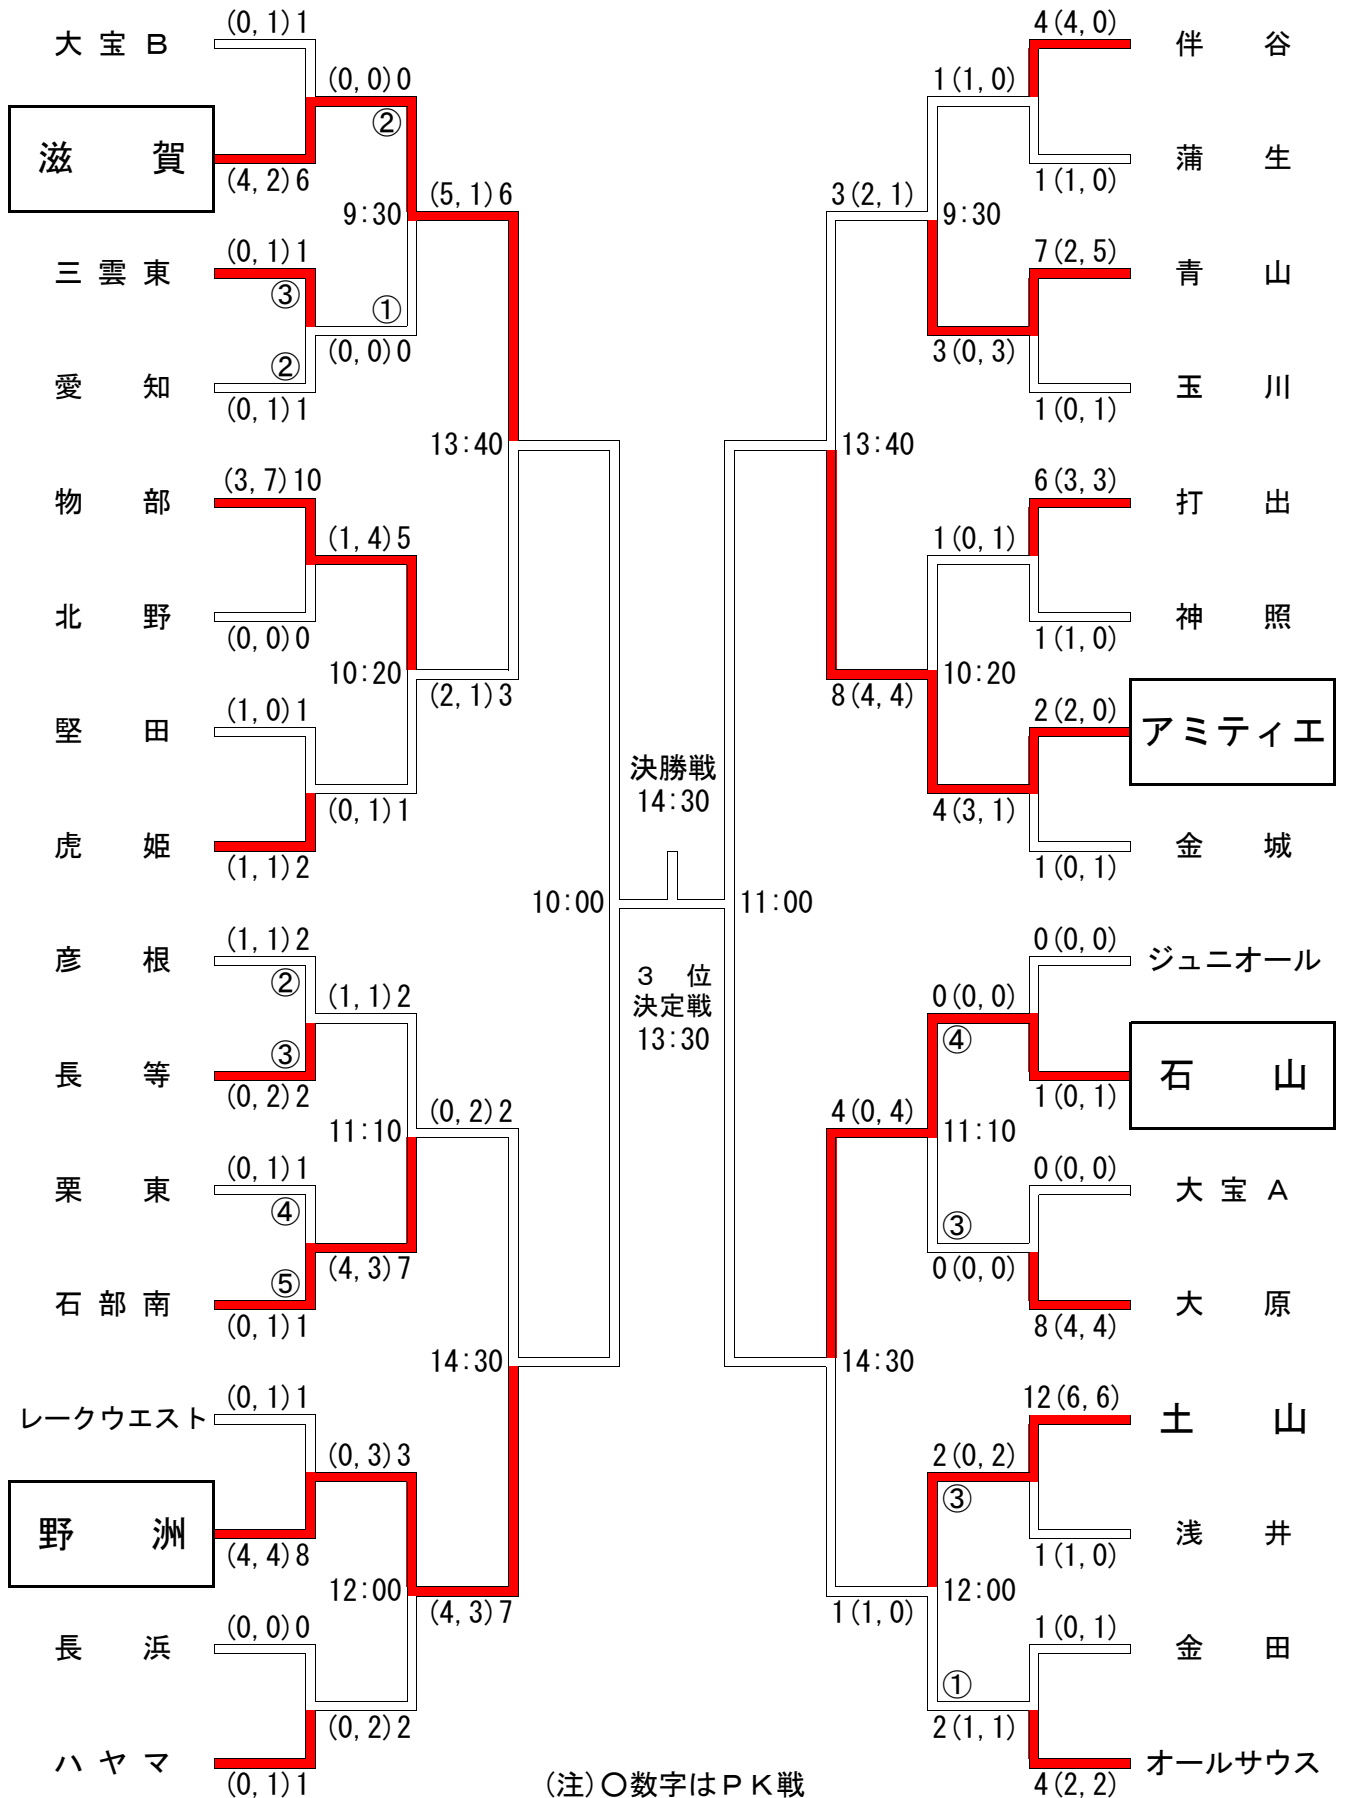 大宝B (0,1)1
(0,0)0
②
滋賀 (4,2)6
9:30
(5,1)6
三雲東 (0,1)1
③
①
(0,0)0
②
愛知 (0,1)1
13:40
物部 (3,7)10
(1,4)5
北野 (0,0)0
10:20
(2,1)3
堅田 (1,0)1
(0,1)1
虎姫 (1,1)2
10:00
彦根 (1,1)2
②
(1,1)2
③
長等 (0,2)2
11:10
(0,2)2
栗東 (0,1)1
④
(4,3)7
⑤
石部南 (0,1)1
14:30
レークウエスト (0,1)1
(0,3)3
野洲 (4,4)8
12:00
(4,3)7
長浜 (0,0)0
(0,2)2
ハヤマ (0,1)1
決勝戦
14:30
3位
決定戦
13:30
4(4,0) 伴谷
1(1,0)
1(1,0) 蒲生
3(2,1)
9:30
7(2,5) 青山
3(0,3)
1(0,1) 玉川
13:40
6(3,3) 打出
1(0,1)
1(1,0) 神照
10:20
8(4,4)
2(2,0) アミティエ
4(3,1)
1(0,1) 金城
11:00
0(0,0) ジュニオール
0(0,0)
④
1(0,1) 石山
4(0,4)
11:10
0(0,0) 大宝A
③
0(0,0)
8(4,4) 大原
14:30
12(6,6) 土山
2(0,2)
③
1(1,0) 浅井
12:00
1(1,0)
1(0,1) 金田
①
2(1,1)
4(2,2) オールサウス
(注)〇数字はPK戦